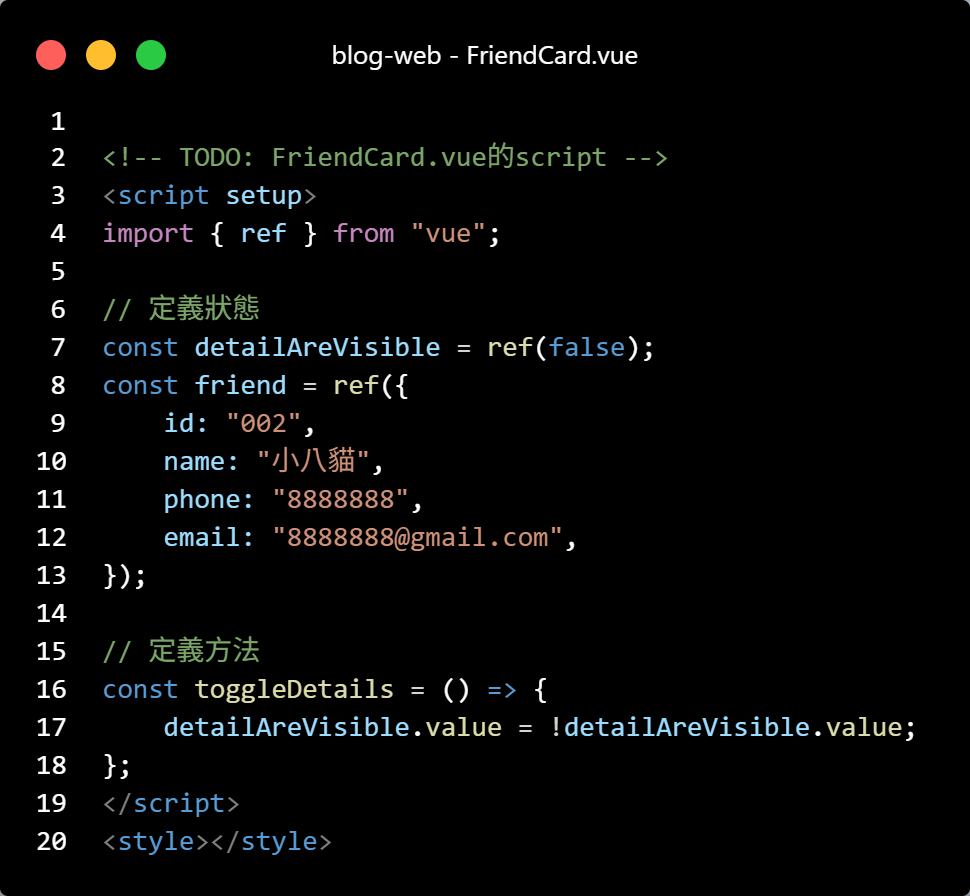 blog-web - FriendCard.vue
1
2 <!-- TODO: FriendCard.vue的script -->
3 <script setup>
4 import { ref } from "vue";
5
6 // 定義狀態
7 const detailAreVisible = ref(false);
8 const friend = ref({
9     id: "002",
10     name: "小八貓",
11     phone: "8888888",
12     email: "8888888@gmail.com",
13 });
14
15 // 定義方法
16 const toggleDetails = () => {
17     detailAreVisible.value = !detailAreVisible.value;
18 };
19 </script>
20 <style></style>